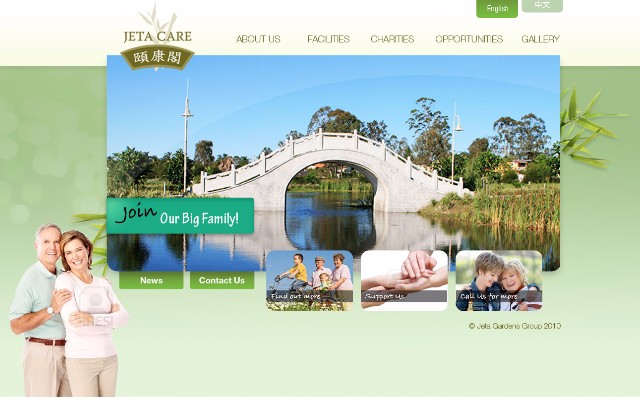 English
中文
JETA CARE
頤康閣
ABOUT US
FACILITIES
CHARITIES
OPPORTUNITIES
GALLERY
Join Our Big Family!
News
Contact Us
Find out more
Support Us
Call Us for more
© Jeta Gardens Group 2010